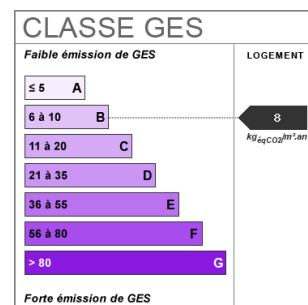 CLASSE GES
Faible émission de GES
LOGEMENT
≤ 5 A
6 à 10 B
8
kgéqCO2/m².an
11 à 20 C
21 à 35 D
36 à 55 E
56 à 80 F
> 80 G
Forte émission de GES